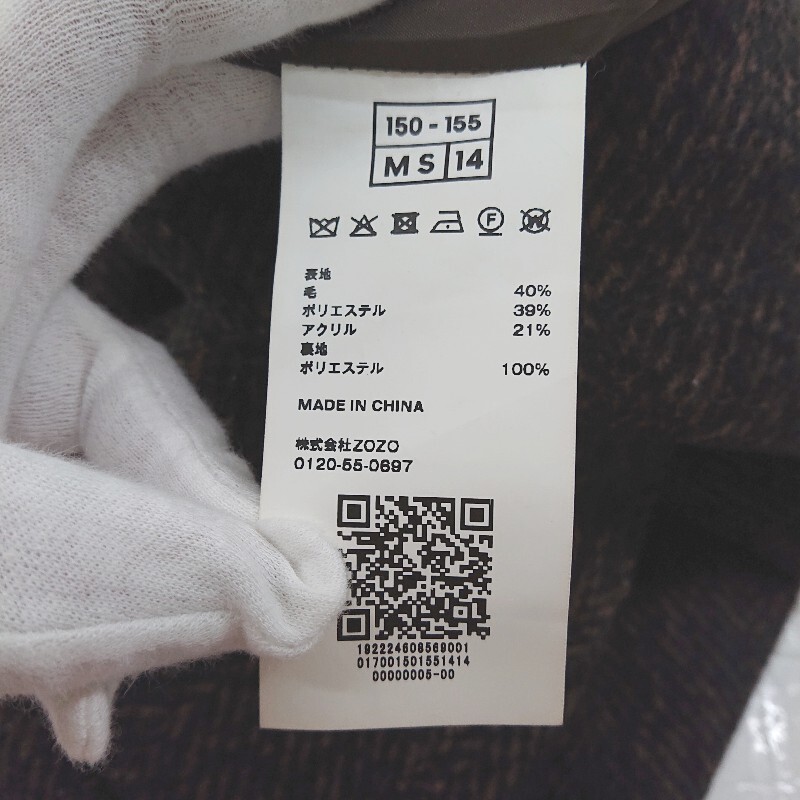 150 - 155
M S 14
F
W
表地
毛 40%
ポリエステル 39%
アクリル 21%
裏地
ポリエステル 100%
MADE IN CHINA
株式会社ZOZO
0120-55-0697
192224608569001
017001501551414
00000005-00